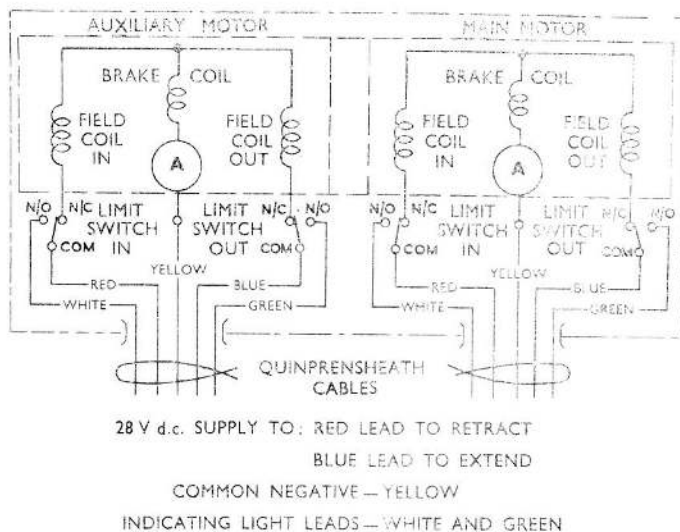 AUXILIARY MOTOR
BRAKE COIL
FIELD COIL IN
FIELD COIL OUT
A
N/O
N/C
LIMIT SWITCH IN
LIMIT SWITCH OUT
N/C
N/O
COM
COM
YELLOW
RED
BLUE
WHITE
GREEN
MAIN MOTOR
BRAKE COIL
FIELD COIL IN
FIELD COIL OUT
A
N/O
N/C
LIMIT SWITCH IN
LIMIT SWITCH OUT
N/C
N/O
COM
COM
YELLOW
RED
BLUE
WHITE
GREEN
QUINPRENSHEATH
CABLES
28 V d.c. SUPPLY TO: RED LEAD TO RETRACT
BLUE LEAD TO EXTEND
COMMON NEGATIVE — YELLOW
INDICATING LIGHT LEADS — WHITE AND GREEN